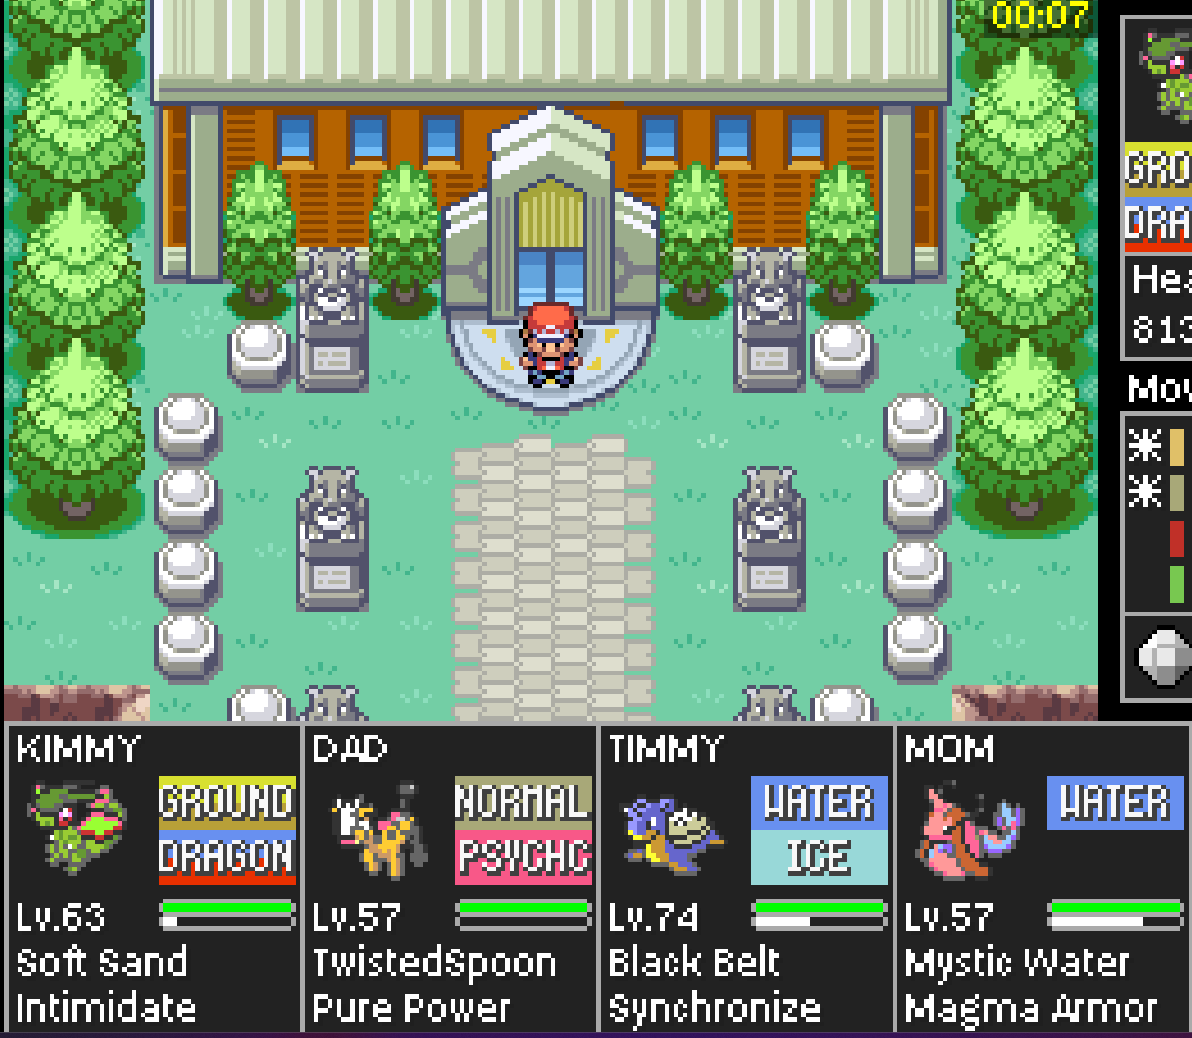 00:07
GRO
DRA
Hea
813
Mov
KIMMY
GROUND
DRAGON
Lv.63
Soft Sand
Intimidate
DAD
NORMAL
PSYCHC
Lv.57
TwistedSpoon
Pure Power
TIMMY
WATER
ICE
Lv.74
Black Belt
Synchronize
MOM
WATER
Lv.57
Mystic Water
Magma Armor